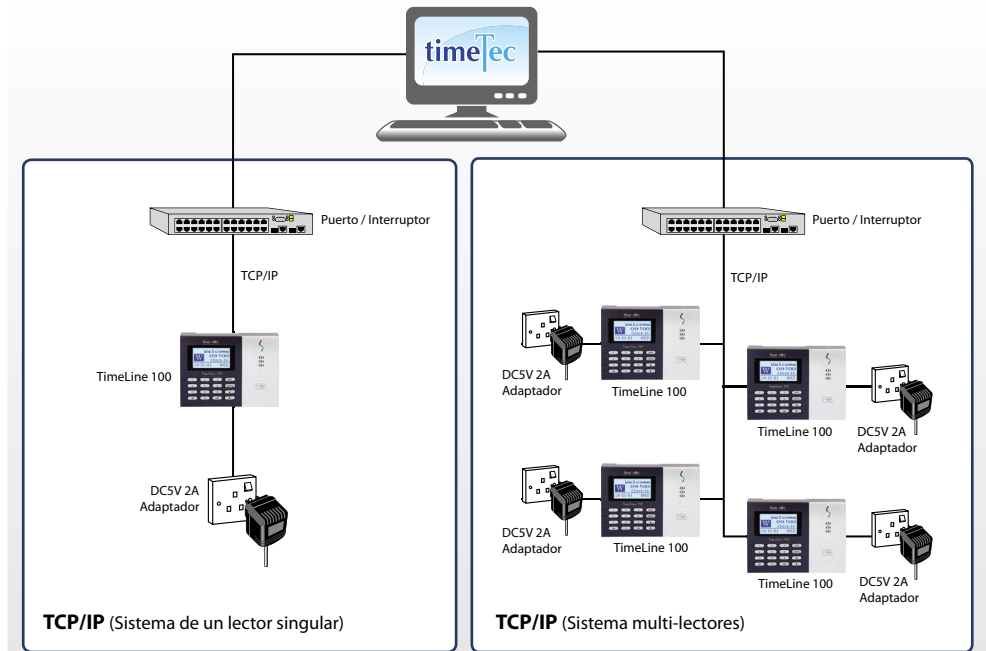 timeTec
Puerto / Interruptor
TCP/IP
TimeLine 100
DC5V 2A
Adaptador
TCP/IP (Sistema de un lector singular)
Puerto / Interruptor
TCP/IP
DC5V 2A
Adaptador
TimeLine 100
TimeLine 100
DC5V 2A
Adaptador
DC5V 2A
Adaptador
TimeLine 100
TimeLine 100
DC5V 2A
Adaptador
TCP/IP (Sistema multi-lectores)